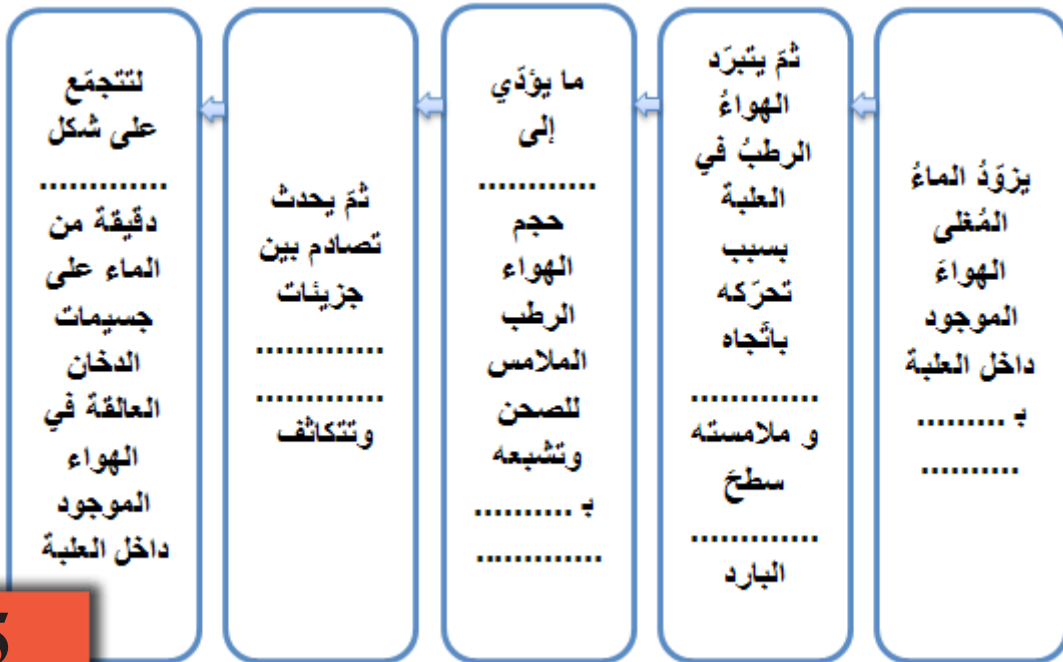 يزوّدُ الماءُ
المُغلى
الهواءَ
الموجود
داخل العلبة
بـ .........
..........
ثمّ يتبرّد
الهواءُ
الرطبُ في
العلبة
بسبب
تحرّكه
باتّجاه
.............
و ملامسته
سطحَ
.............
البارد
ما يؤدّي
إلى
............
حجم
الهواء
الرطب
الملامس
للصحن
وتشبعه
بـ ..........
.............
ثمّ يحدث
تصادم بين
جزيئات
.............
.............
وتتكاثف
لتتجمّع
على شكل
.............
دقيقة من
الماء على
جسيمات
الدخان
العالقة في
الهواء
الموجود
داخل العلبة